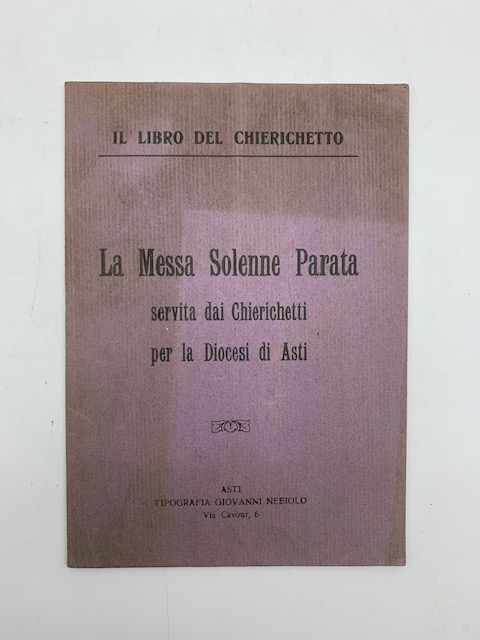 IL LIBRO DEL CHIERICHETTO
La Messa Solenne Parata
servita dai Chierichetti
per la Diocesi di Asti
ASTI
TIPOGRAFIA GIOVANNI NEBIOLO
Via Cavour, 6